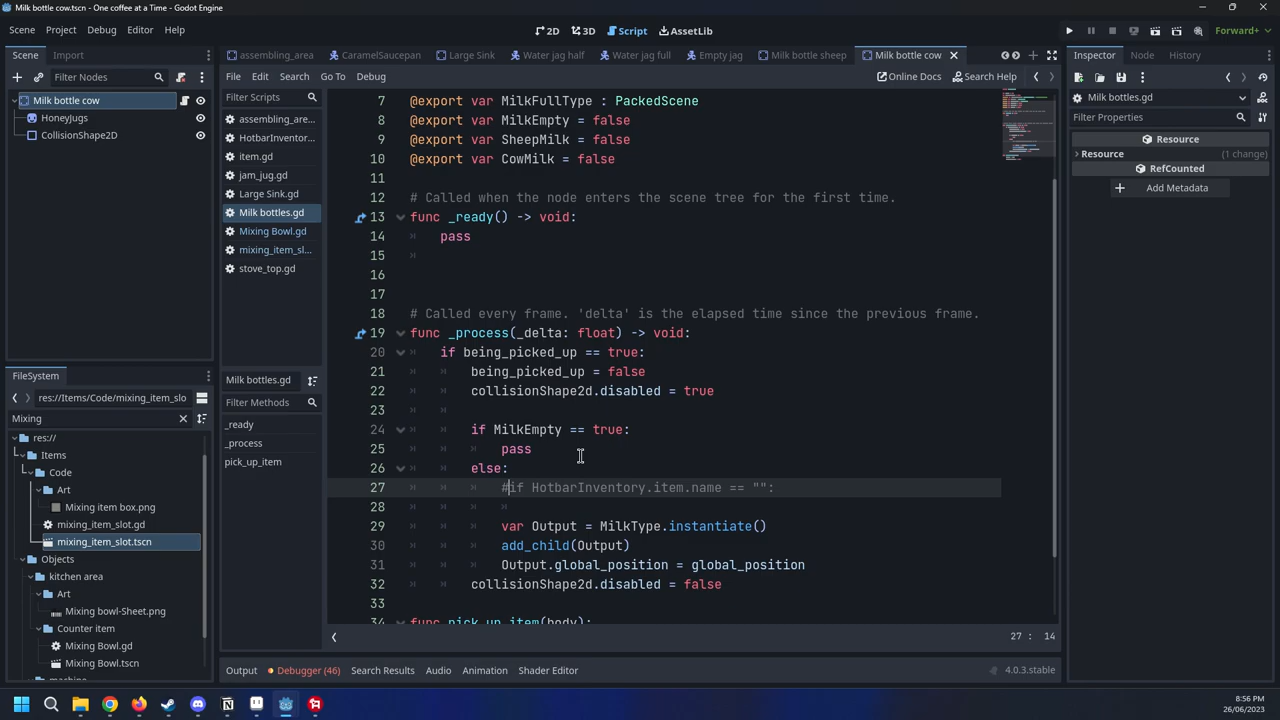 Milk bottle cow.tscn - One coffee at a Time - Godot Engine
Scene Project Debug Editor Help
2D 3D Script AssetLib
Forward+
Scene Import
Filter Nodes
Milk bottle cow
HoneyJugs
CollisionShape2D
assembling_area CaramelSaucepan Large Sink Water jag half Water jag full Empty jag Milk bottle sheep Milk bottle cow
File Edit Search Go To Debug
Online Docs Search Help
Filter Scripts
assembling_are...
HotbarInventor...
item.gd
jam_jug.gd
Large Sink.gd
Milk bottles.gd
Mixing Bowl.gd
mixing_item_sl...
stove_top.gd
Milk bottles.gd
Filter Methods
_ready
_process
pick_up_item
7 @export var MilkFullType : PackedScene
8 @export var MilkEmpty = false
9 @export var SheepMilk = false
10 @export var CowMilk = false
11
12 # Called when the node enters the scene tree for the first time.
13 func _ready() -> void:
14 pass
15
16
17
18 # Called every frame. 'delta' is the elapsed time since the previous frame.
19 func _process(_delta: float) -> void:
20 if being_picked_up == true:
21 being_picked_up = false
22 collisionShape2d.disabled = true
23
24 if MilkEmpty == true:
25 pass
26 else:
27 #if HotbarInventory.item.name == "":
28
29 var Output = MilkType.instantiate()
30 add_child(Output)
31 Output.global_position = global_position
32 collisionShape2d.disabled = false
33
34 func pick_up_item(body):
27 : 14
Output Debugger (46) Search Results Audio Animation Shader Editor
4.0.3.stable
FileSystem
res://Items/Code/mixing_item_slo
Mixing
res://
Items
Code
Art
Mixing item box.png
mixing_item_slot.gd
mixing_item_slot.tscn
Objects
kitchen area
Art
Mixing bowl-Sheet.png
Counter item
Mixing Bowl.gd
Mixing Bowl.tscn
machine
Inspector Node History
Milk bottles.gd
Filter Properties
Resource
Resource (1 change)
RefCounted
Add Metadata
8:56 PM
26/06/2023